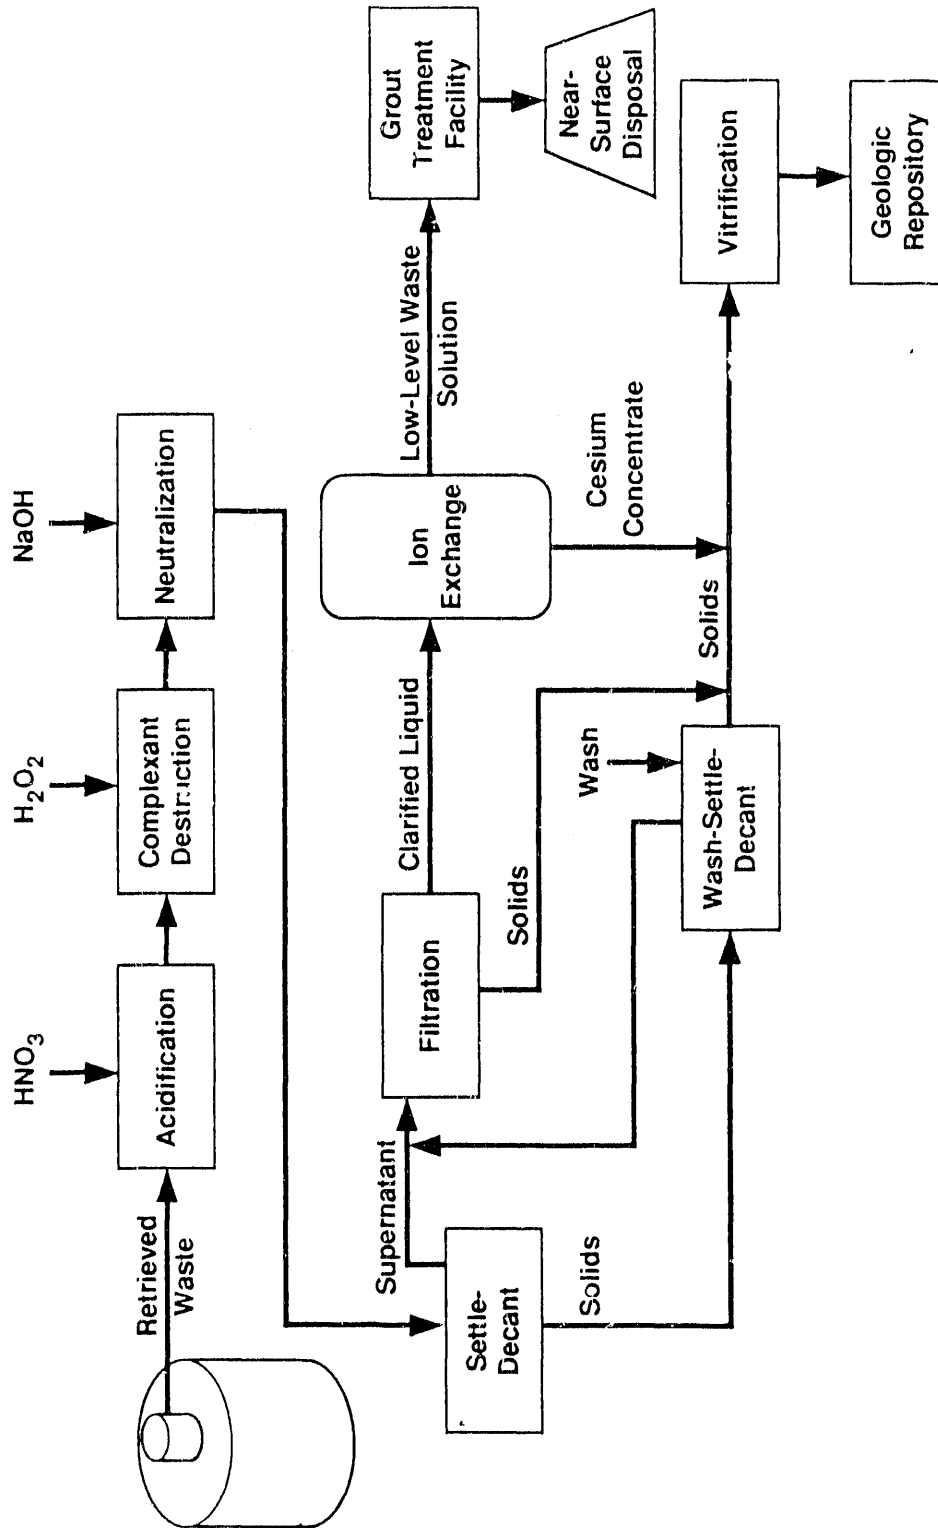 HNO3
H2O2
NaOH
Retrieved
Waste
Acidification
Complexant
Destruction
Neutralization
Supernatant
Settle-
Decant
Solids
Filtration
Clarified Liquid
Solids
Ion
Exchange
Low-Level Waste
Solution
Grout
Treatment
Facility
Near-
Surface
Disposal
Wash
Wash-Settle-
Decant
Cesium
Concentrate
Solids
Vitrification
Geologic
Repository